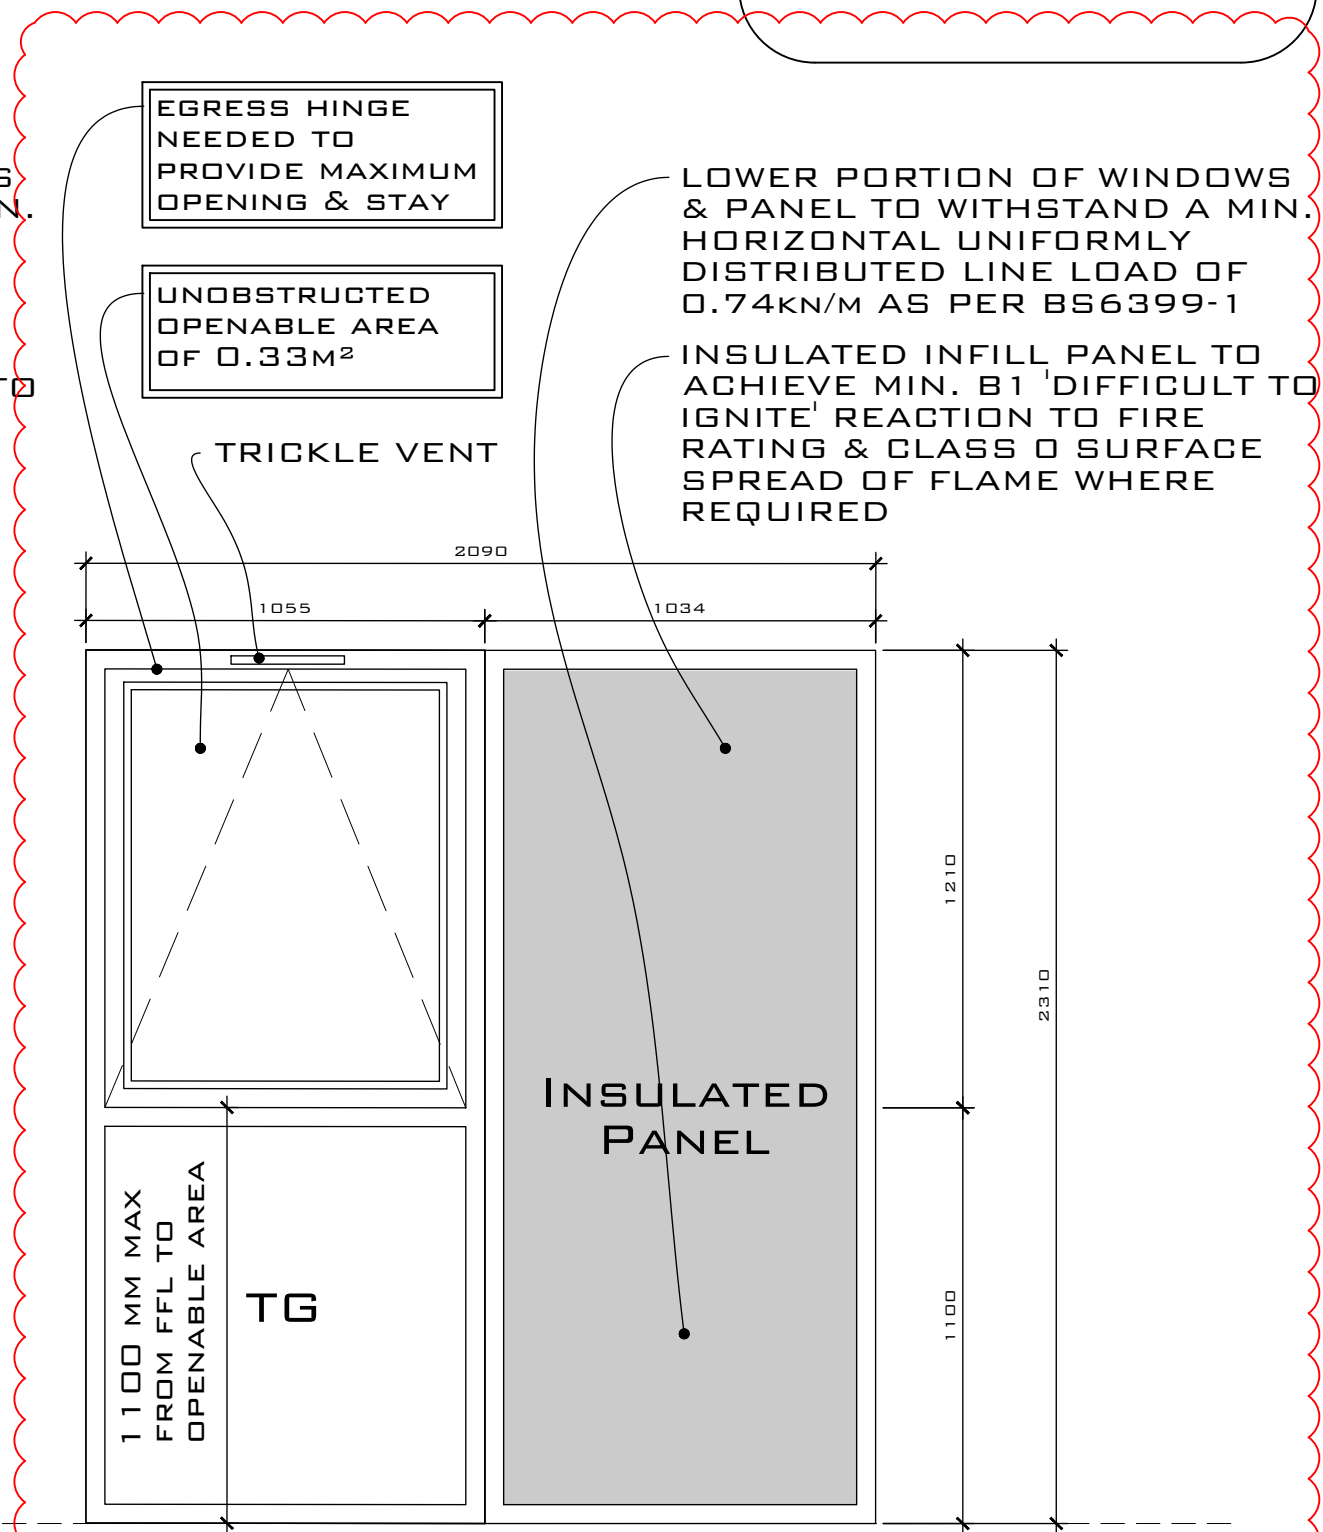 EGRESS HINGE
NEEDED TO
PROVIDE MAXIMUM
OPENING & STAY
UNOBSTRUCTED
OPENABLE AREA
OF 0.33M²
TRICKLE VENT
LOWER PORTION OF WINDOWS
& PANEL TO WITHSTAND A MIN.
HORIZONTAL UNIFORMLY
DISTRIBUTED LINE LOAD OF
0.74KN/M AS PER BS6399-1
INSULATED INFILL PANEL TO
ACHIEVE MIN. B1 'DIFFICULT TO
IGNITE' REACTION TO FIRE
RATING & CLASS O SURFACE
SPREAD OF FLAME WHERE
REQUIRED
TO
2090
1055
1034
1210
2310
1100
INSULATED
PANEL
1100 MM MAX
FROM FFL TO
OPENABLE AREA
TG